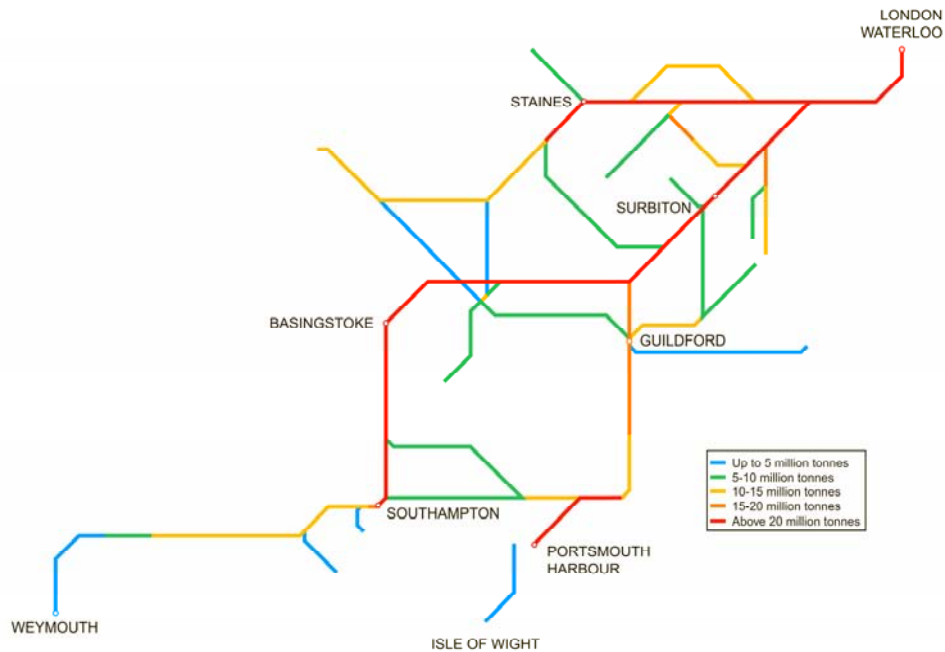 LONDON
WATERLOO
STAINES
SURBITON
BASINGSTOKE
GUILDFORD
Up to 5 million tonnes
5-10 million tonnes
10-15 million tonnes
15-20 million tonnes
Above 20 million tonnes
SOUTHAMPTON
PORTSMOUTH
HARBOUR
WEYMOUTH
ISLE OF WIGHT